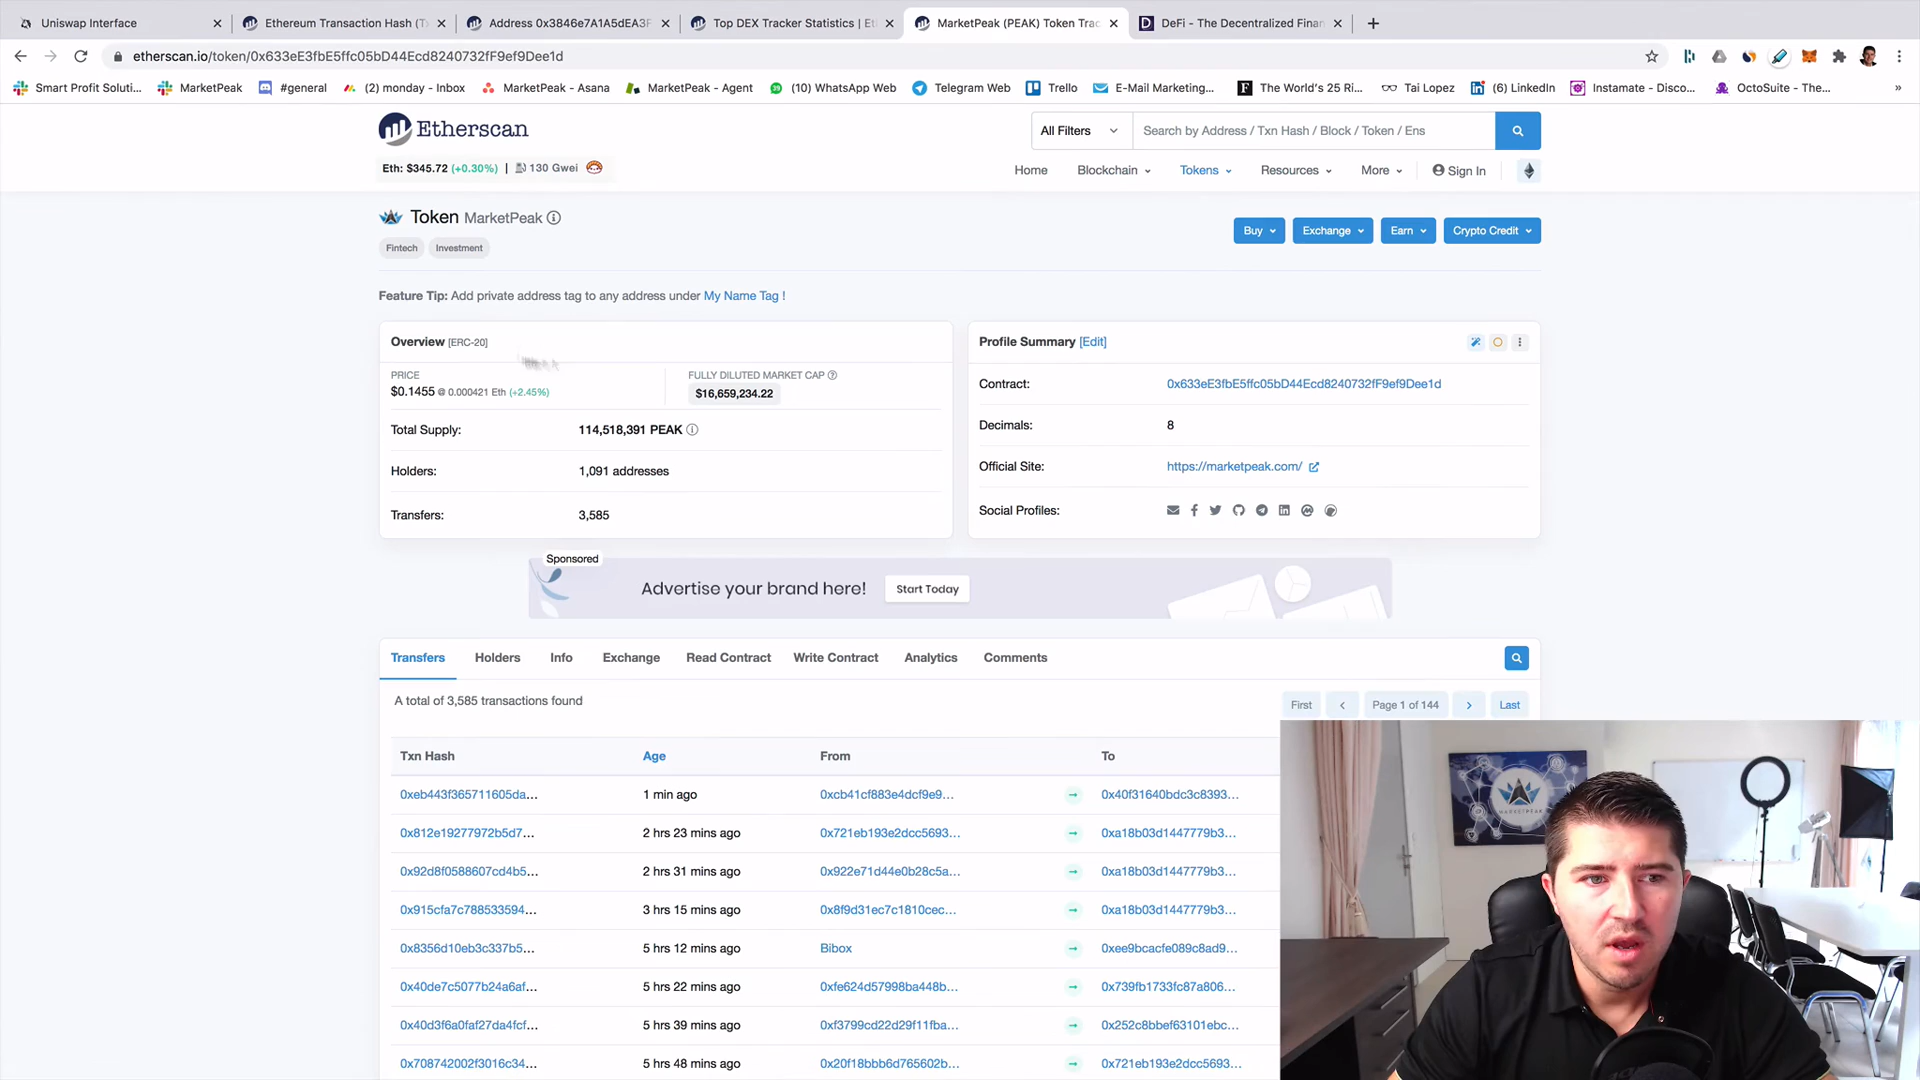 Uniswap Interface
Ethereum Transaction Hash (Tx
Address 0x3846e7A1A5dEA3F
Top DEX Tracker Statistics | Et
MarketPeak (PEAK) Token Trac
DeFi - The Decentralized Finan
etherscan.io/token/0x633eE3fbE5ffc05bD44Ecd8240732fF9ef9Dee1d
Smart Profit Soluti...
MarketPeak
#general
(2) monday - Inbox
MarketPeak - Asana
MarketPeak - Agent
(10) WhatsApp Web
Telegram Web
Trello
E-Mail Marketing...
The World's 25 Ri...
Tai Lopez
(6) LinkedIn
Instamate - Disco...
OctoSuite - The...
Etherscan
All Filters
Search by Address / Txn Hash / Block / Token / Ens
Eth: $345.72 (+0.30%) | 130 Gwei
Home
Blockchain
Tokens
Resources
More
Sign In
Token MarketPeak
Fintech
Investment
Buy
Exchange
Earn
Crypto Credit
Feature Tip: Add private address tag to any address under My Name Tag !
Overview [ERC-20]
PRICE
$0.1455 @ 0.000421 Eth (+2.45%)
FULLY DILUTED MARKET CAP
$16,659,234.22
Total Supply:
114,518,391 PEAK
Holders:
1,091 addresses
Transfers:
3,585
Profile Summary [Edit]
Contract:
0x633eE3fbE5ffc05bD44Ecd8240732fF9ef9Dee1d
Decimals:
8
Official Site:
https://marketpeak.com/
Social Profiles:
Sponsored
Advertise your brand here!
Start Today
Transfers
Holders
Info
Exchange
Read Contract
Write Contract
Analytics
Comments
A total of 3,585 transactions found
First
Page 1 of 144
Last
Txn Hash
Age
From
To
0xeb443f365711605da...
1 min ago
0xcb41cf883e4dcf9e9...
0x40f31640bdc3c8393...
0x812e19277972b5d7...
2 hrs 23 mins ago
0x721eb193e2dcc5693...
0xa18b03d1447779b3...
0x92d8f0588607cd4b5...
2 hrs 31 mins ago
0x922e71d44e0b28c5a...
0xa18b03d1447779b3...
0x915cfa7c788533594...
3 hrs 15 mins ago
0x8f9d31ec7c1810cec...
0xa18b03d1447779b3...
0x8356d10eb3c337b5...
5 hrs 12 mins ago
Bibox
0xee9bcacfe089c8ad9...
0x40de7c5077b24a6af...
5 hrs 22 mins ago
0xfe624d57998ba448b...
0x739fb1733fc87a806...
0x40d3f6a0faf27da4fcf...
5 hrs 39 mins ago
0xf3799cd22d29f11fba...
0x252c8bbef63101ebc...
0x708742002f3016c34...
5 hrs 48 mins ago
0x20f18bbb6d765602b...
0x721eb193e2dcc5693...
MARKETPEAK